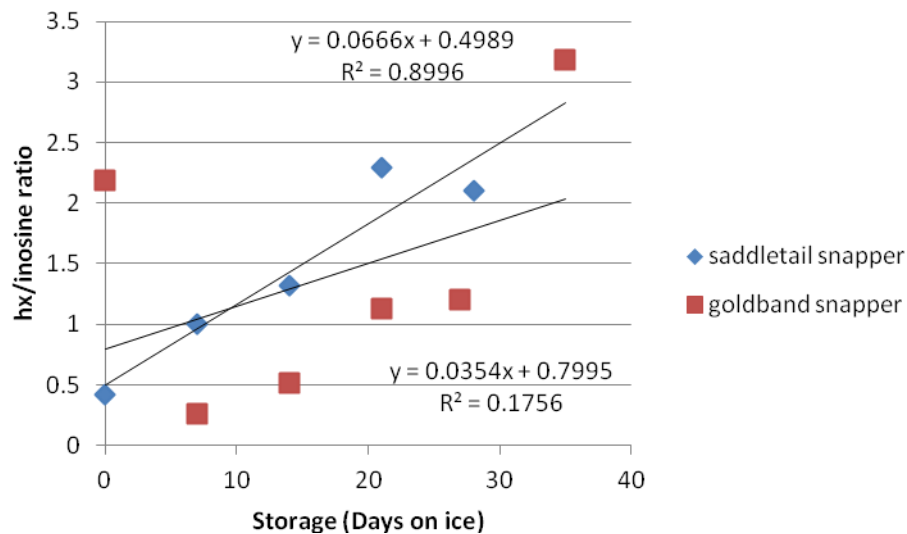 3.5
3
2.5
2
1.5
1
0.5
0
hx/inosine ratio
y = 0.0666x + 0.4989
R² = 0.8996
y = 0.0354x + 0.7995
R² = 0.1756
saddletail snapper
goldband snapper
0 10 20 30 40
Storage (Days on ice)